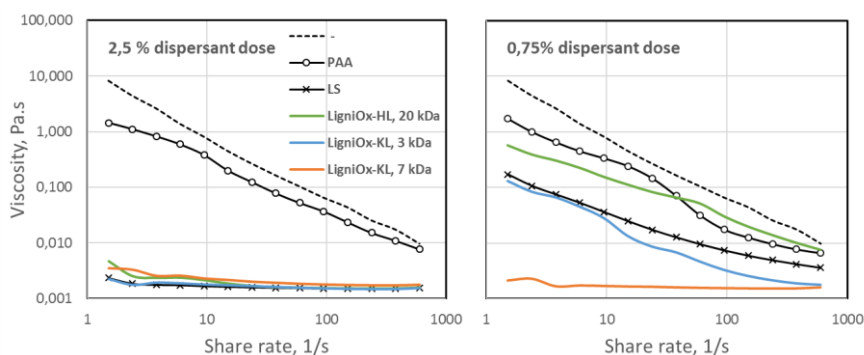 100,000
10,000
1,000
0,100
0,010
0,001
Viscosity, Pa.s
2,5 % dispersant dose
-
PAA
LS
LigniOx-HL, 20 kDa
LigniOx-KL, 3 kDa
LigniOx-KL, 7 kDa
1 10 100 1000
Share rate, 1/s
0,75% dispersant dose
1 10 100 1000
Share rate, 1/s